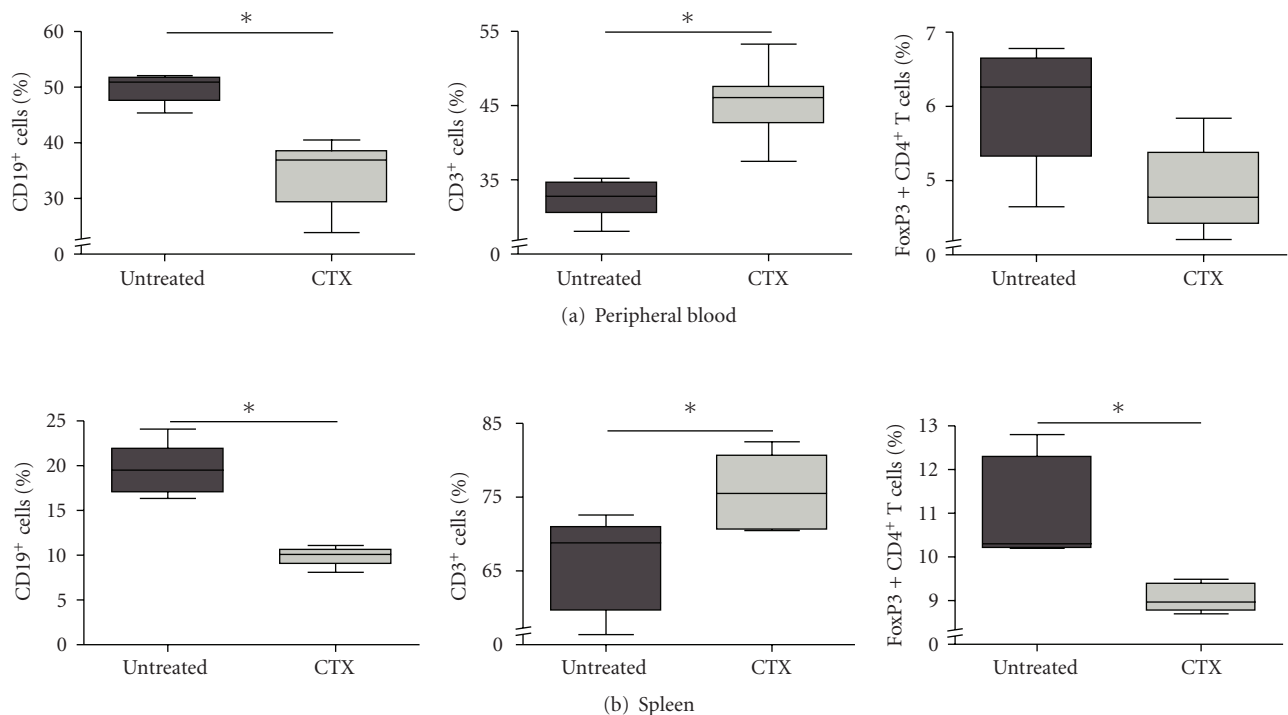 *
CD19+ cells (%)
60
50
40
30
0
Untreated
CTX
*
CD3+ cells (%)
55
45
35
0
Untreated
CTX
FoxP3 + CD4+ T cells (%)
7
6
5
0
Untreated
CTX
(a) Peripheral blood
*
CD19+ cells (%)
25
20
15
10
5
0
Untreated
CTX
*
CD3+ cells (%)
85
75
65
0
Untreated
CTX
*
FoxP3 + CD4+ T cells (%)
13
12
11
10
9
0
Untreated
CTX
(b) Spleen